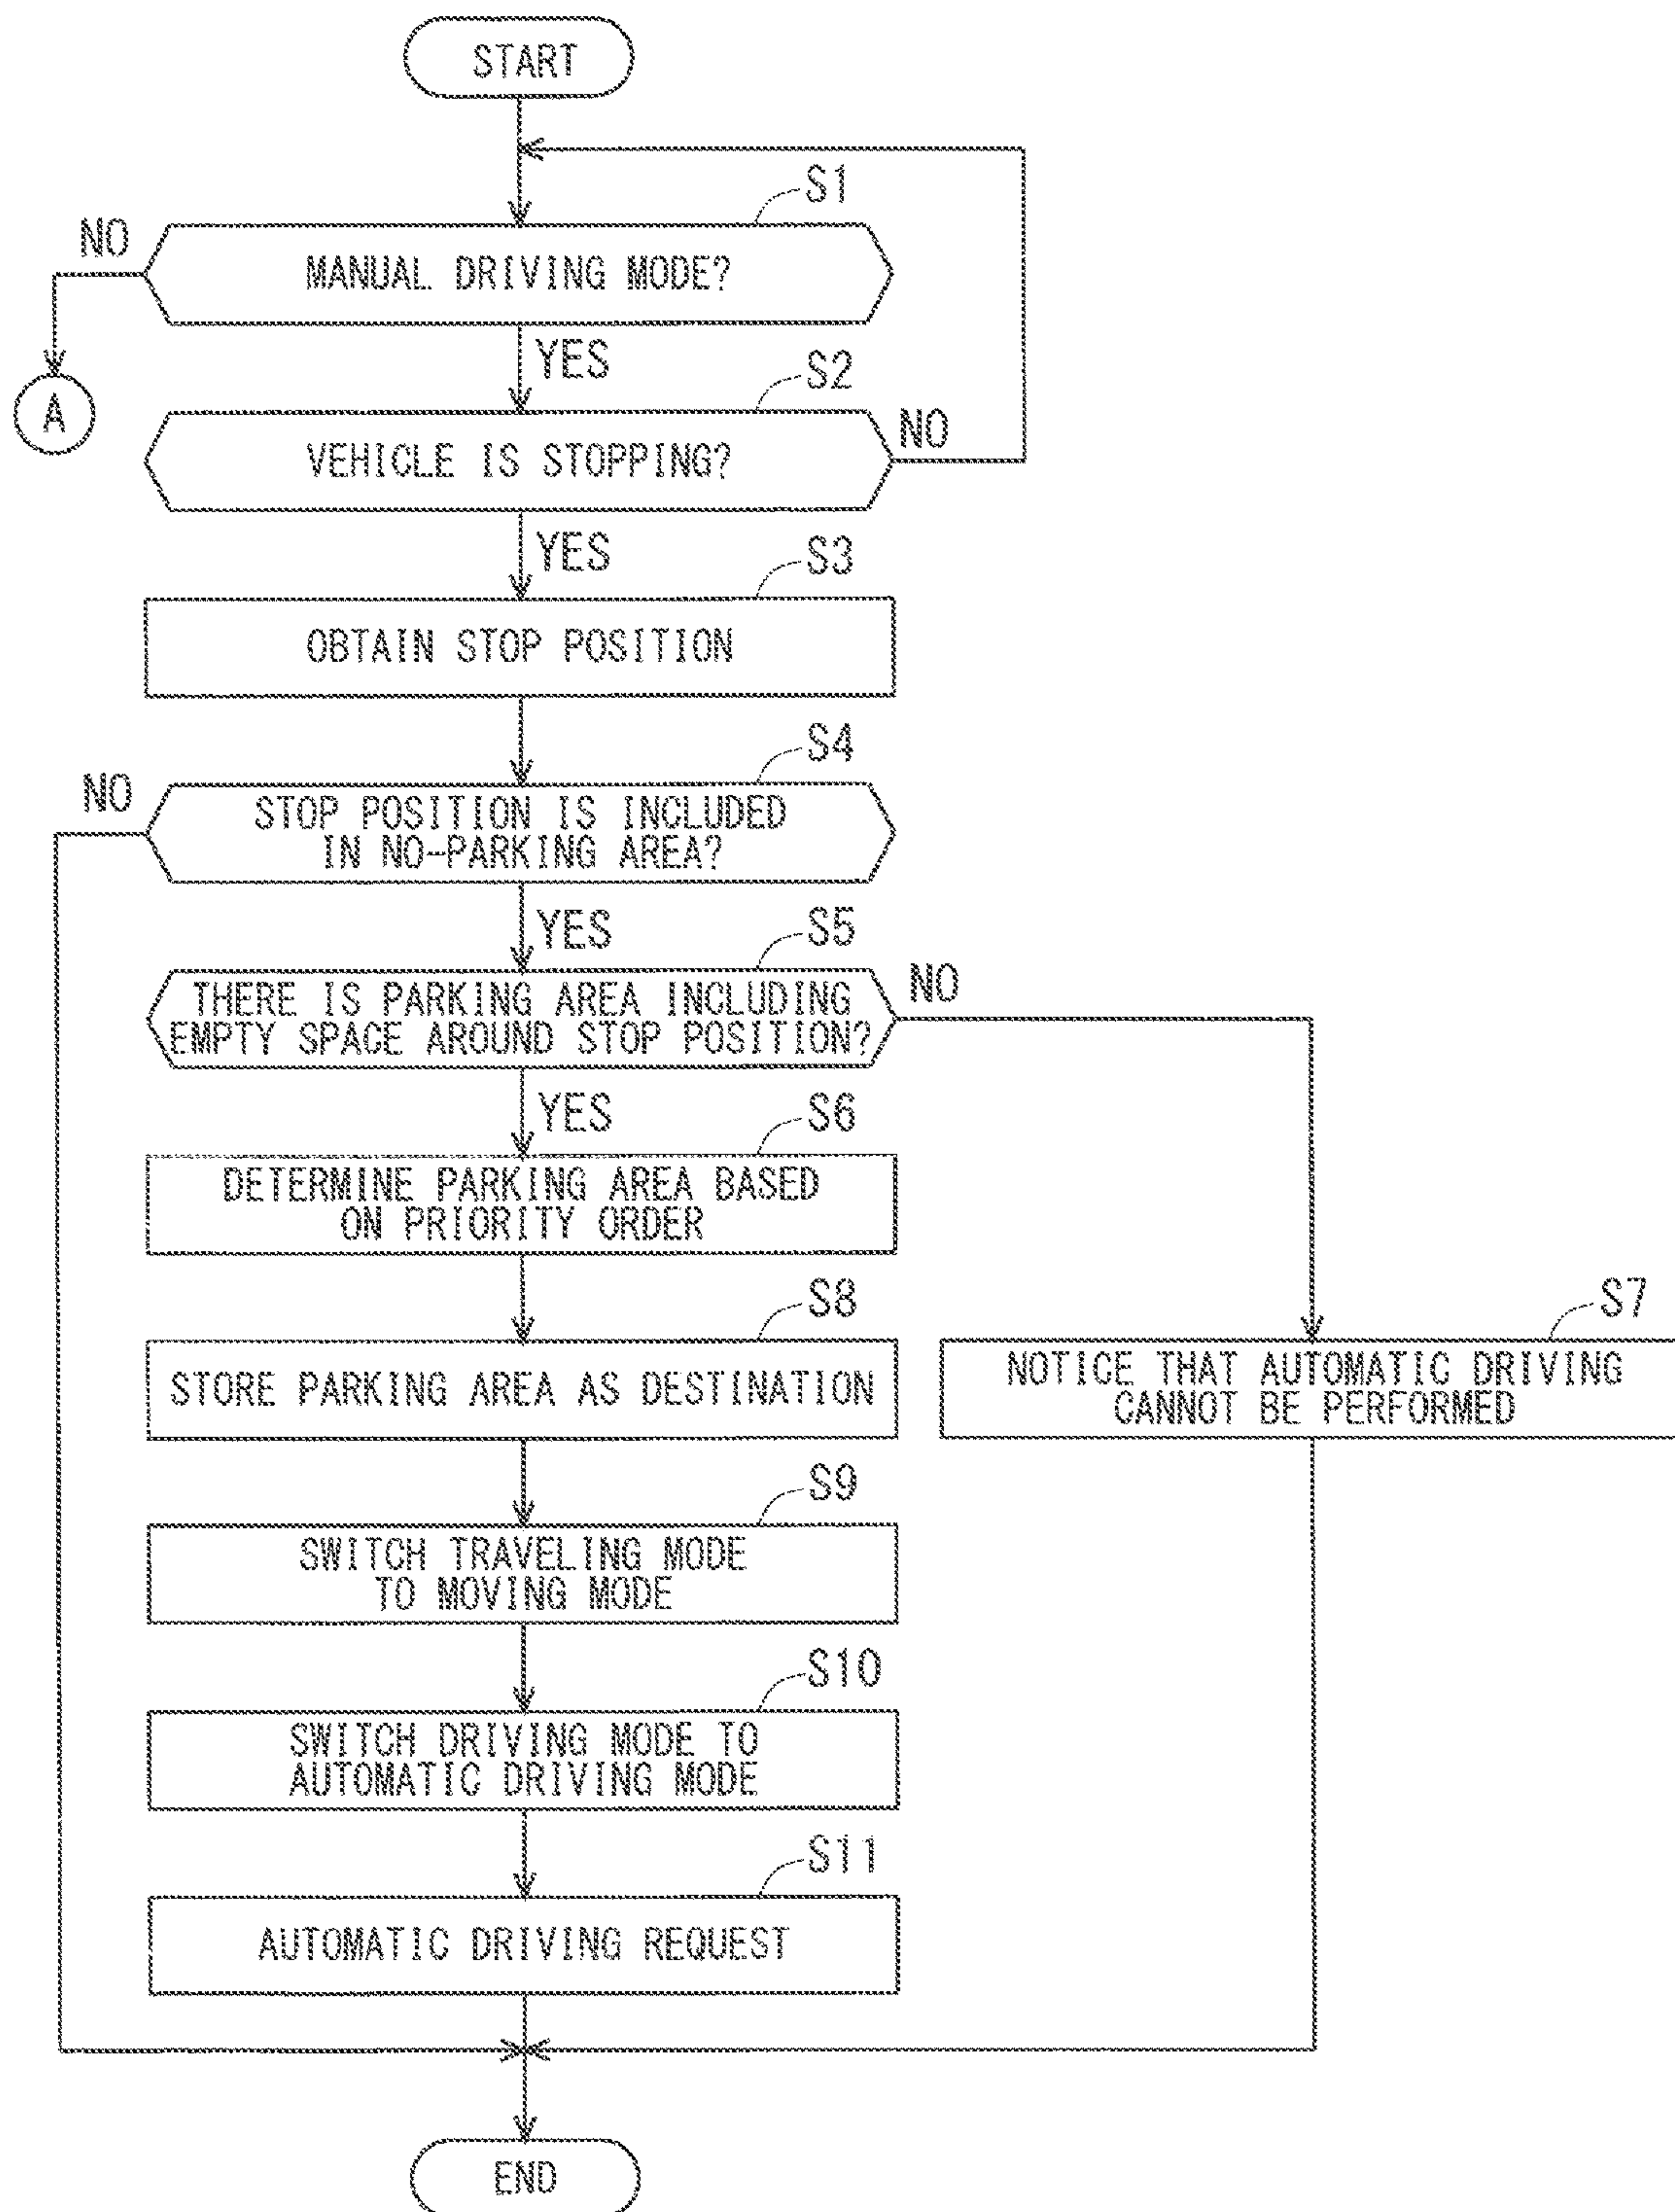 START
S1
NO
MANUAL DRIVING MODE?
YES
A
S2
NO
VEHICLE IS STOPPING?
YES
S3
OBTAIN STOP POSITION
S4
NO
STOP POSITION IS INCLUDED
IN NO-PARKING AREA?
YES
S5
NO
THERE IS PARKING AREA INCLUDING
EMPTY SPACE AROUND STOP POSITION?
YES
S6
DETERMINE PARKING AREA BASED
ON PRIORITY ORDER
S8
STORE PARKING AREA AS DESTINATION
S7
NOTICE THAT AUTOMATIC DRIVING
CANNOT BE PERFORMED
S9
SWITCH TRAVELING MODE
TO MOVING MODE
S10
SWITCH DRIVING MODE TO
AUTOMATIC DRIVING MODE
S11
AUTOMATIC DRIVING REQUEST
END